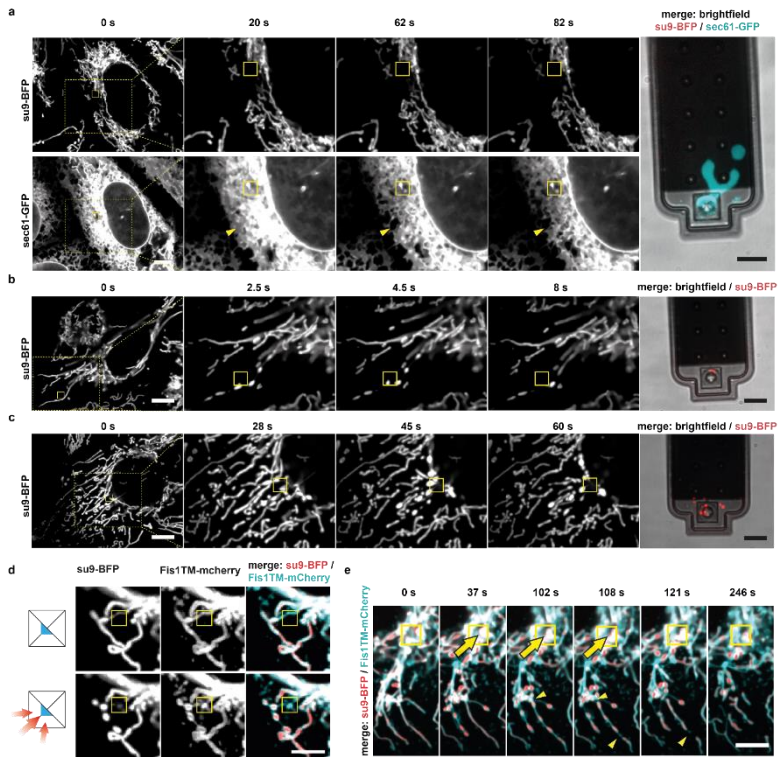 a
0 s 20 s 62 s 82 s merge: brightfield
su9-BFP / sec61-GFP
su9-BFP
sec61-GFP
b
0 s 2.5 s 4.5 s 8 s merge: brightfield / su9-BFP
su9-BFP
c
0 s 28 s 45 s 60 s merge: brightfield / su9-BFP
su9-BFP
d
su9-BFP Fis1TM-mcherry merge: su9-BFP /
Fis1TM-mCherry
e
0 s 37 s 102 s 108 s 121 s 246 s
merge: su9-BFP / Fis1TM-mCherry